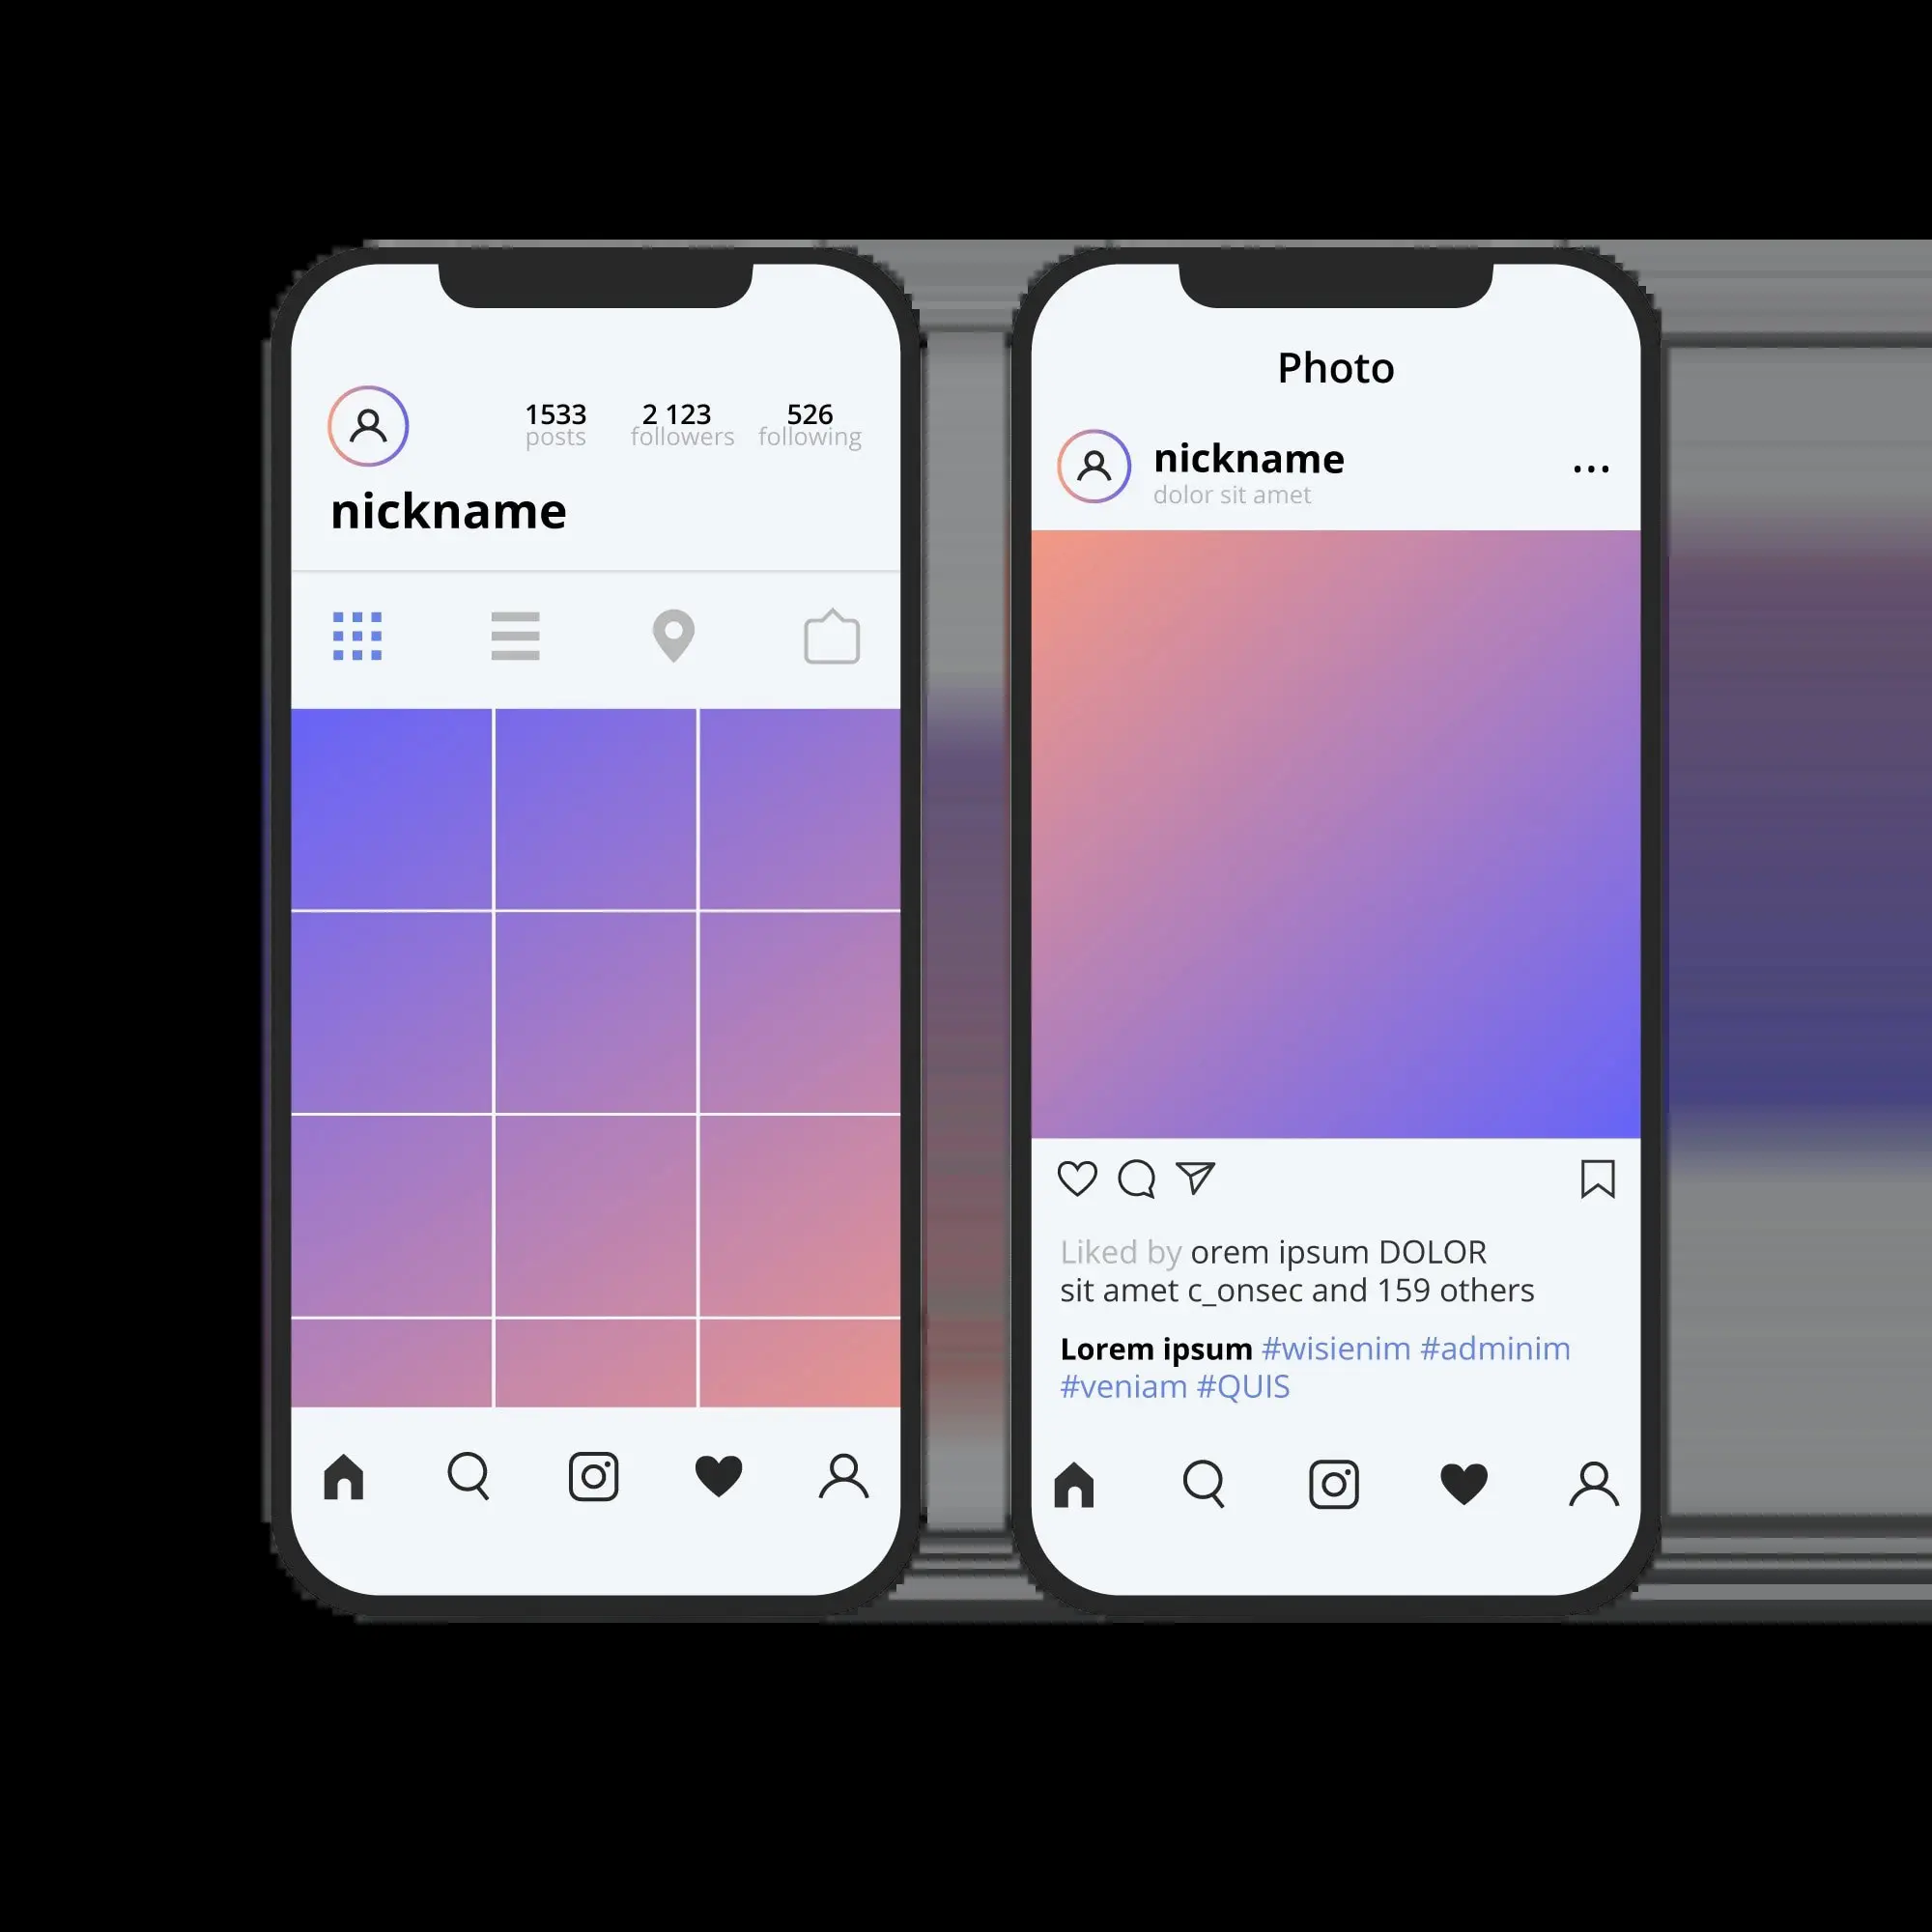 1533 2 123 526
posts followers following
nickname
Photo
nickname
dolor sit amet
Liked by orem ipsum DOLOR
sit amet c_onsec and 159 others
Lorem ipsum #wisienim #adminim
#veniam #QUIS